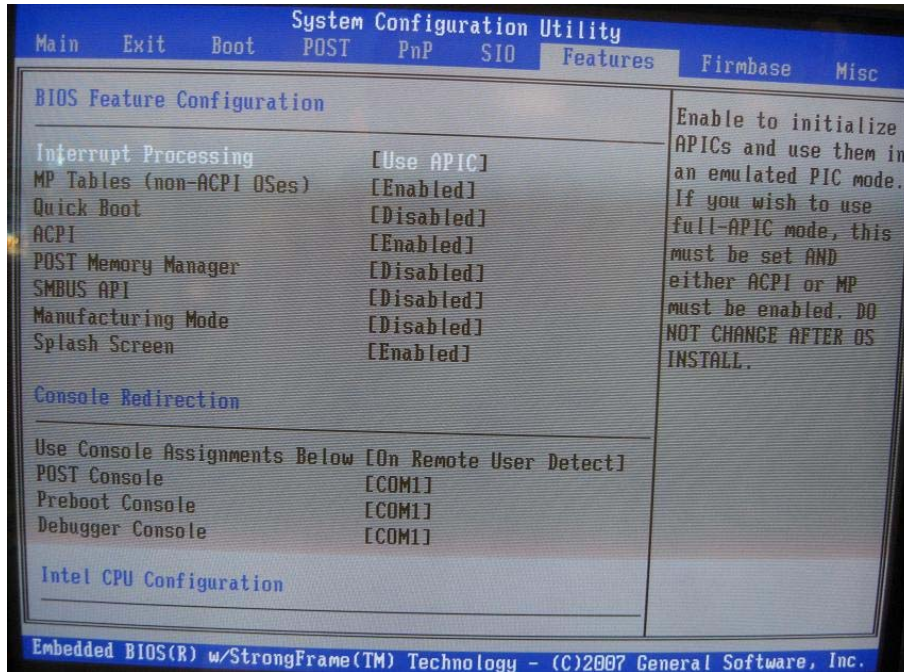 System Configuration Utility
Main Exit Boot POST PnP SIO Features Firmbase Misc
BIOS Feature Configuration
Interrupt Processing [Use APIC]
MP Tables (non-ACPI OSes) [Enabled]
Quick Boot [Disabled]
ACPI [Enabled]
POST Memory Manager [Disabled]
SMBUS API [Disabled]
Manufacturing Mode [Disabled]
Splash Screen [Enabled]
Console Redirection
Use Console Assignments Below [On Remote User Detect]
POST Console [COM1]
Preboot Console [COM1]
Debugger Console [COM1]
Intel CPU Configuration
Enable to initialize
APICs and use them in
an emulated PIC mode.
If you wish to use
full-APIC mode, this
must be set AND
either ACPI or MP
must be enabled. DO
NOT CHANGE AFTER OS
INSTALL.
Embedded BIOS(R) w/StrongFrame(TM) Technology - (C)2007 General Software, Inc.